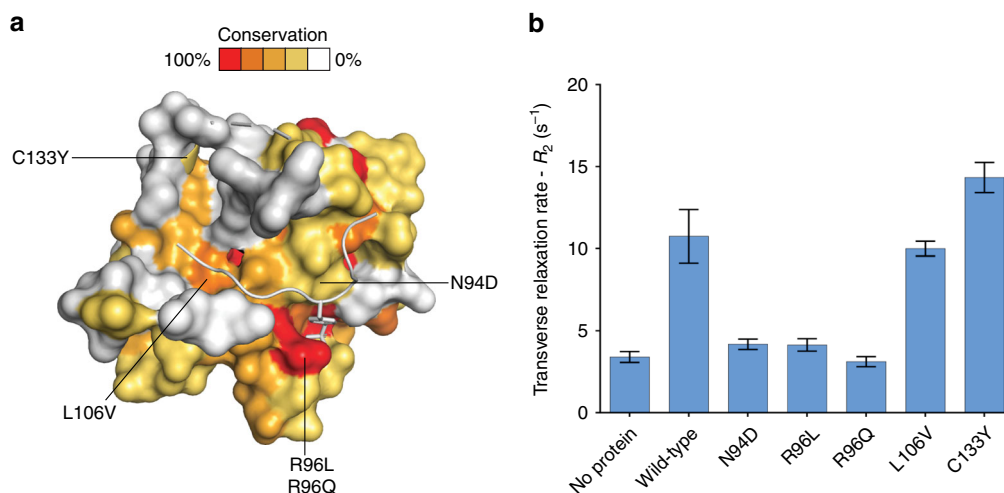 a
Conservation
100% 0%
C133Y
N94D
L106V
R96L
R96Q
b
Transverse relaxation rate - R2 (s−1)
20
15
10
5
0
No protein
Wild-type
N94D
R96L
R96Q
L106V
C133Y